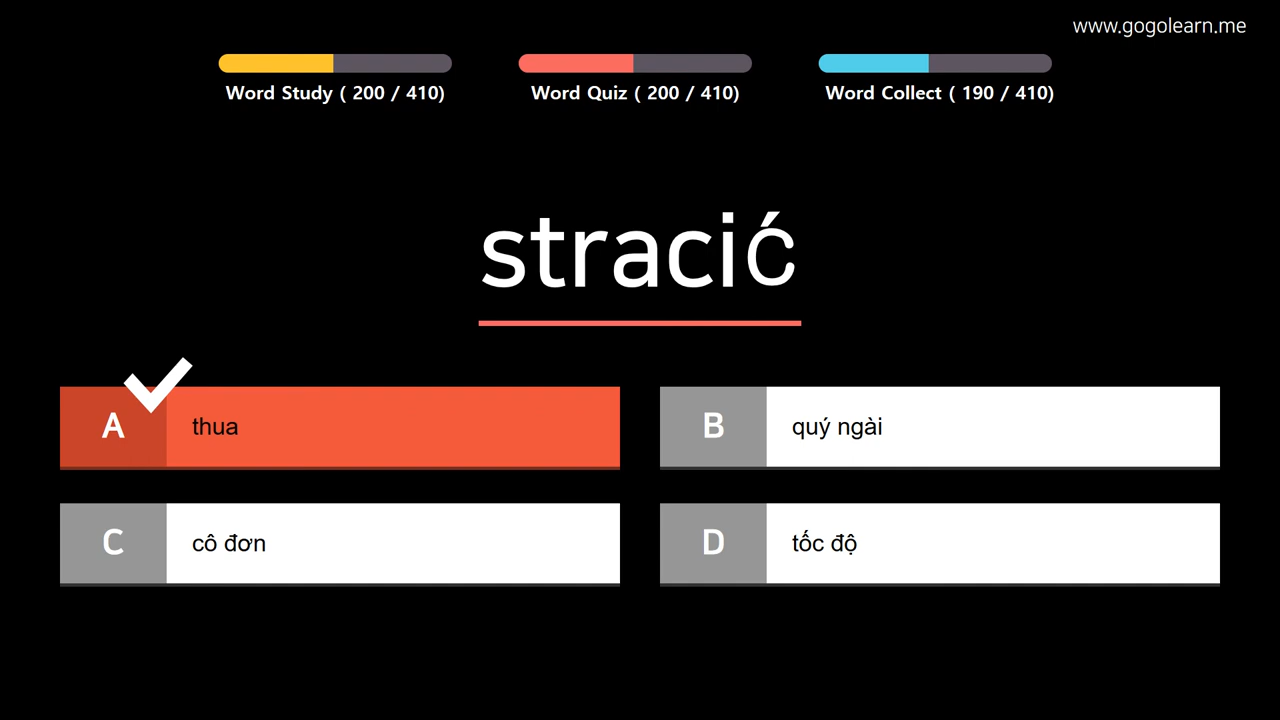 www.gogolearn.me
Word Study ( 200 / 410)
Word Quiz ( 200 / 410)
Word Collect ( 190 / 410)
stracić
A thua
B quý ngài
C cô đơn
D tốc độ